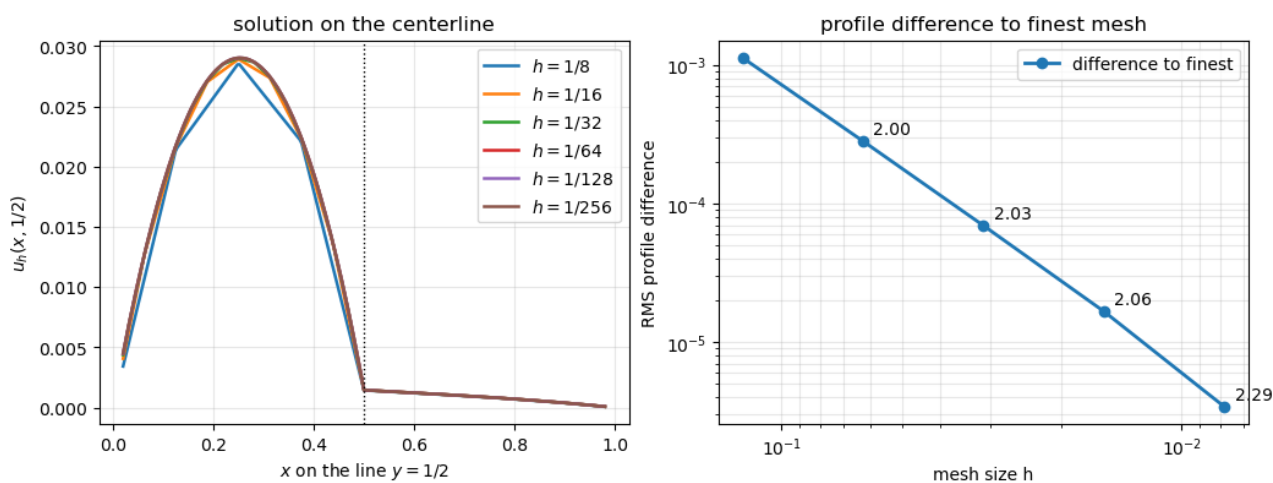 solution on the centerline
0.030
0.025
0.020
0.015
0.010
0.005
0.000
u_h(x, 1/2)
h = 1/8
h = 1/16
h = 1/32
h = 1/64
h = 1/128
h = 1/256
0.0 0.2 0.4 0.6 0.8 1.0
x on the line y = 1/2
profile difference to finest mesh
10⁻³
10⁻⁴
10⁻⁵
RMS profile difference
difference to finest
2.00
2.03
2.06
2.29
10⁻¹ 10⁻²
mesh size h